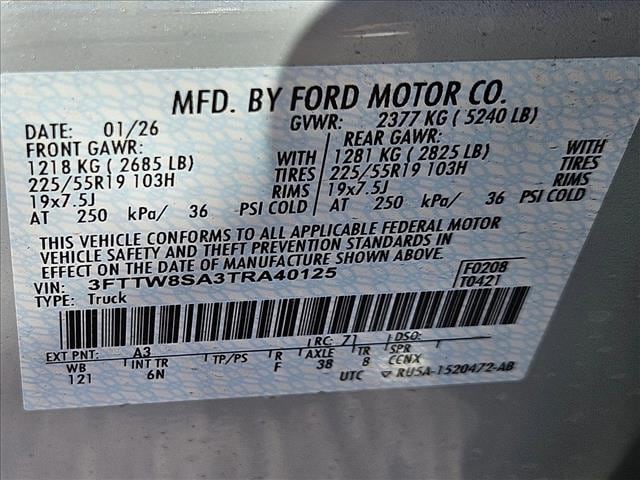 MFD. BY FORD MOTOR CO.
DATE: 01/26 GVWR: 2377 KG ( 5240 LB)
FRONT GAWR: REAR GAWR:
1218 KG ( 2685 LB) WITH 1281 KG ( 2825 LB) WITH
225/55R19 103H TIRES 225/55R19 103H TIRES
19x7.5J RIMS 19x7.5J RIMS
AT 250 kPa/ 36 PSI COLD AT 250 kPa/ 36 PSI COLD
THIS VEHICLE CONFORMS TO ALL APPLICABLE FEDERAL MOTOR
VEHICLE SAFETY AND THEFT PREVENTION STANDARDS IN
EFFECT ON THE DATE OF MANUFACTURE SHOWN ABOVE.
VIN: 3FTTW8SA3TRA40125 F0208
TYPE: Truck T0421
EXT PNT: A3 RC: 71 DSO:
WB INT TR TP/PS R AXLE TR SPR
121 6N F 38 8 CCNX
UTC RU5A-1520472-AB